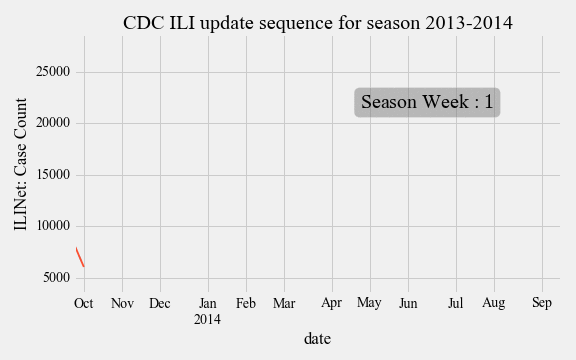 CDC ILI update sequence for season 2013-2014
ILINet: Case Count
25000
20000
15000
10000
5000
Season Week : 1
Oct Nov Dec Jan Feb Mar Apr May Jun Jul Aug Sep
2014
date